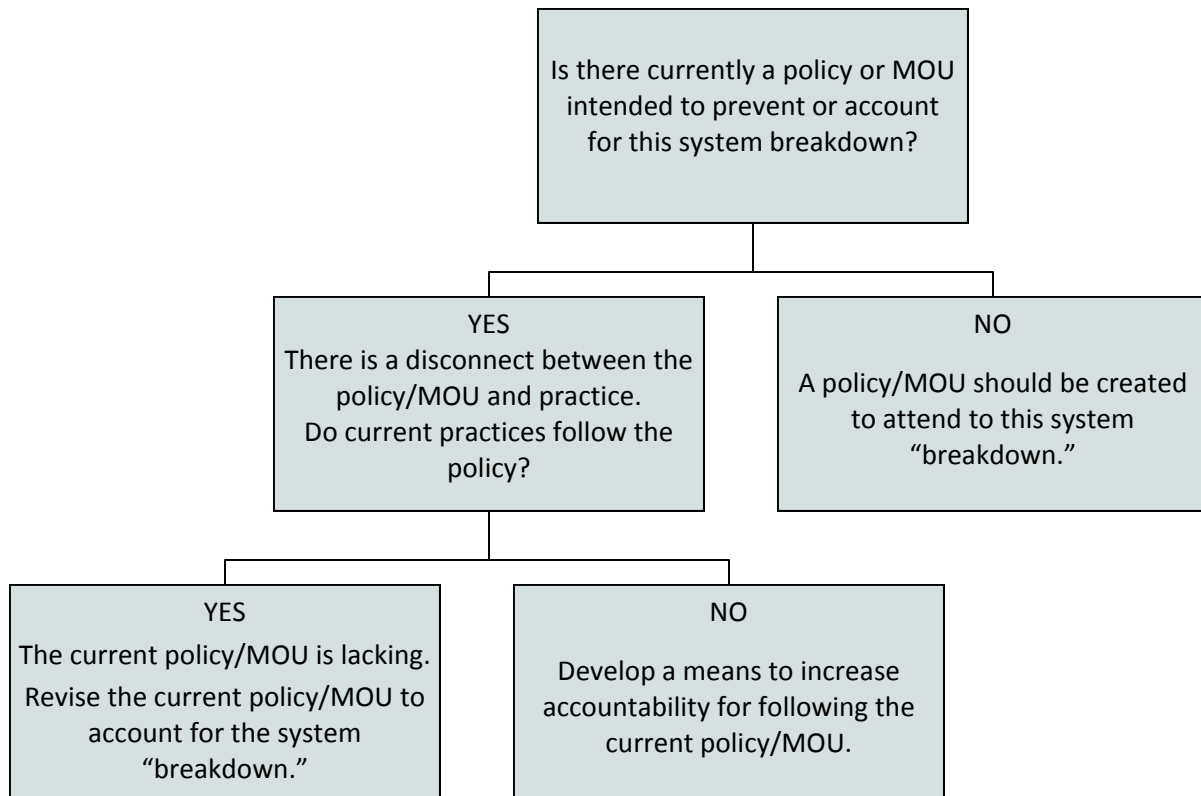 Is there currently a policy or MOU
intended to prevent or account
for this system breakdown?
YES
There is a disconnect between the
policy/MOU and practice.
Do current practices follow the
policy?
NO
A policy/MOU should be created
to attend to this system
“breakdown.”
YES
The current policy/MOU is lacking.
Revise the current policy/MOU to
account for the system
“breakdown.”
NO
Develop a means to increase
accountability for following the
current policy/MOU.